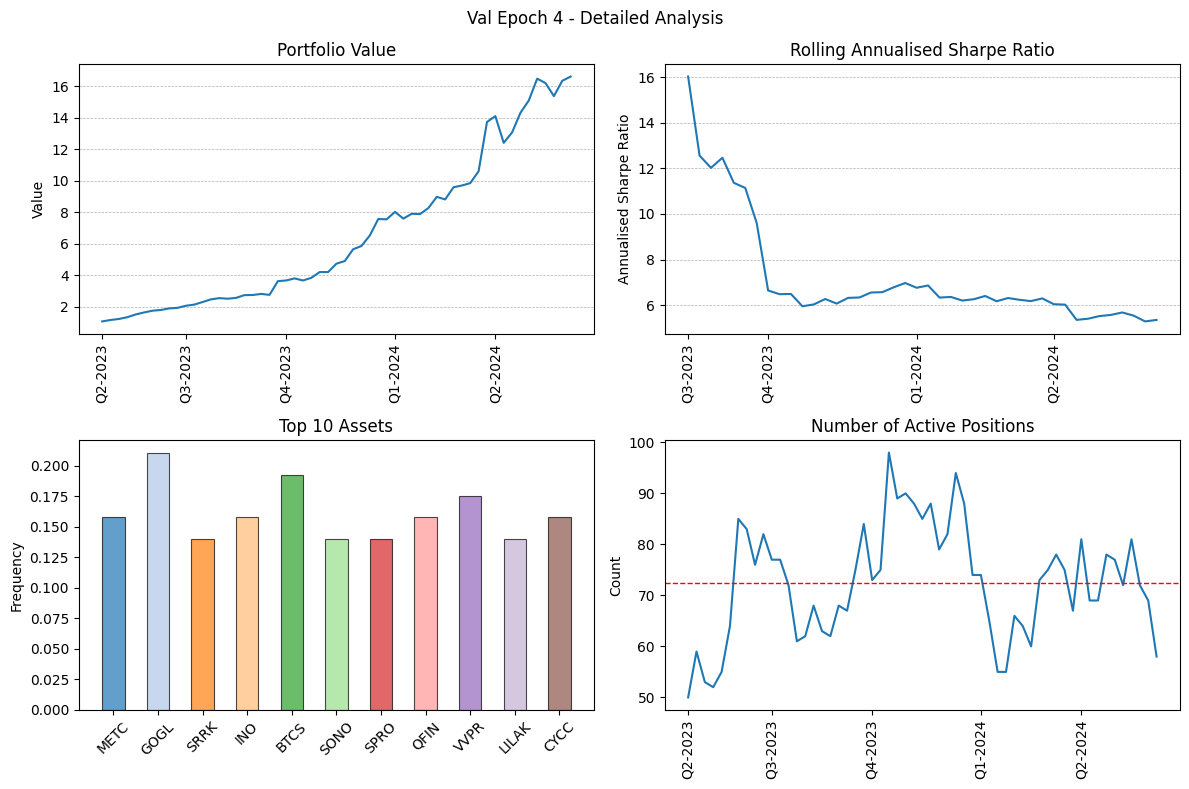 Val Epoch 4 - Detailed Analysis
Portfolio Value
Value
16
14
12
10
8
6
4
2
Q2-2023
Q3-2023
Q4-2023
Q1-2024
Q2-2024
Rolling Annualised Sharpe Ratio
Annualised Sharpe Ratio
16
14
12
10
8
6
Q3-2023
Q4-2023
Q1-2024
Q2-2024
Top 10 Assets
Frequency
0.200
0.175
0.150
0.125
0.100
0.075
0.050
0.025
0.000
METC
GOGL
SRRK
INO
BTCS
SONO
SPRO
QFIN
VVPR
LILAK
CYCC
Number of Active Positions
Count
100
90
80
70
60
50
Q2-2023
Q3-2023
Q4-2023
Q1-2024
Q2-2024